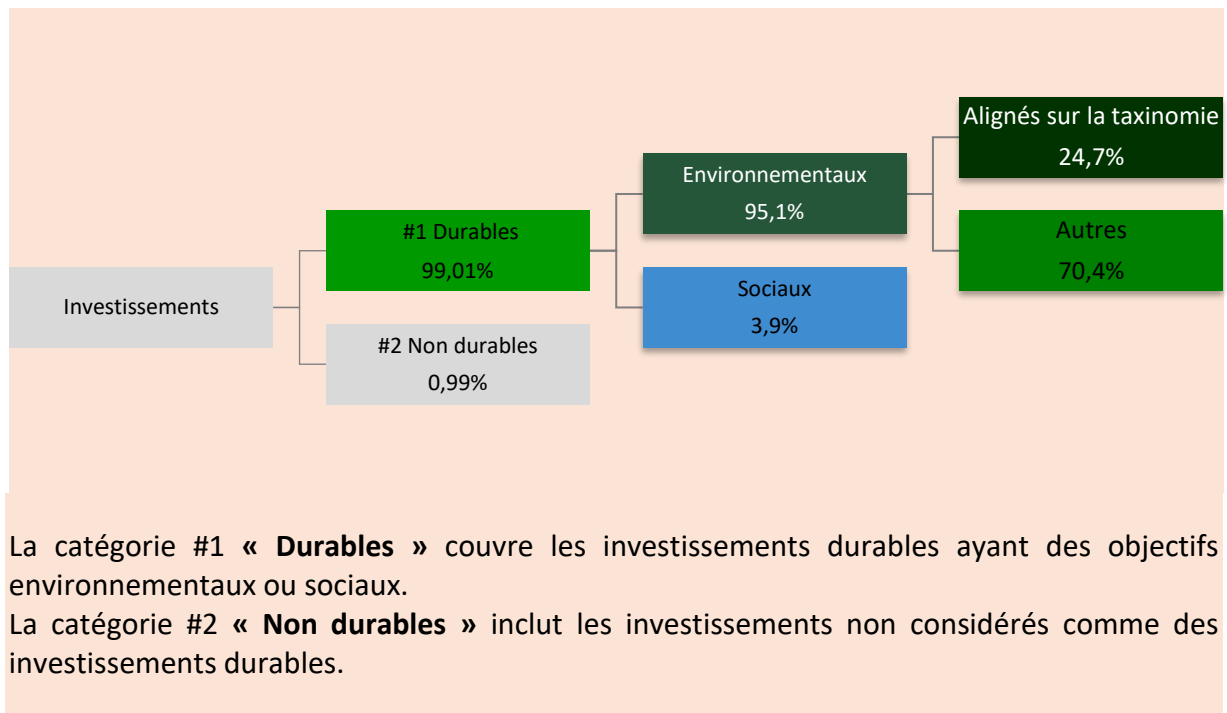 Alignés sur la taxinomie
24,7%
Environnementaux
95,1%
#1 Durables
99,01%
Autres
70,4%
Investissements
Sociaux
3,9%
#2 Non durables
0,99%
La catégorie #1 « Durables » couvre les investissements durables ayant des objectifs
environnementaux ou sociaux.
La catégorie #2 « Non durables » inclut les investissements non considérés comme des
investissements durables.